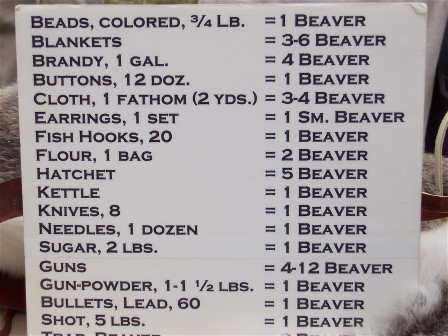 BEADS, COLORED, ¾ LB. = 1 BEAVER
BLANKETS = 3-6 BEAVER
BRANDY, 1 GAL. = 4 BEAVER
BUTTONS, 12 DOZ. = 1 BEAVER
CLOTH, 1 FATHOM (2 YDS.) = 3-4 BEAVER
EARRINGS, 1 SET = 1 SM. BEAVER
FISH HOOKS, 20 = 1 BEAVER
FLOUR, 1 BAG = 2 BEAVER
HATCHET = 5 BEAVER
KETTLE = 1 BEAVER
KNIVES, 8 = 1 BEAVER
NEEDLES, 1 DOZEN = 1 BEAVER
SUGAR, 2 LBS. = 1 BEAVER
GUNS = 4-12 BEAVER
GUN-POWDER, 1-1 ½ LBS. = 1 BEAVER
BULLETS, LEAD, 60 = 1 BEAVER
SHOT, 5 LBS. = 1 BEAVER